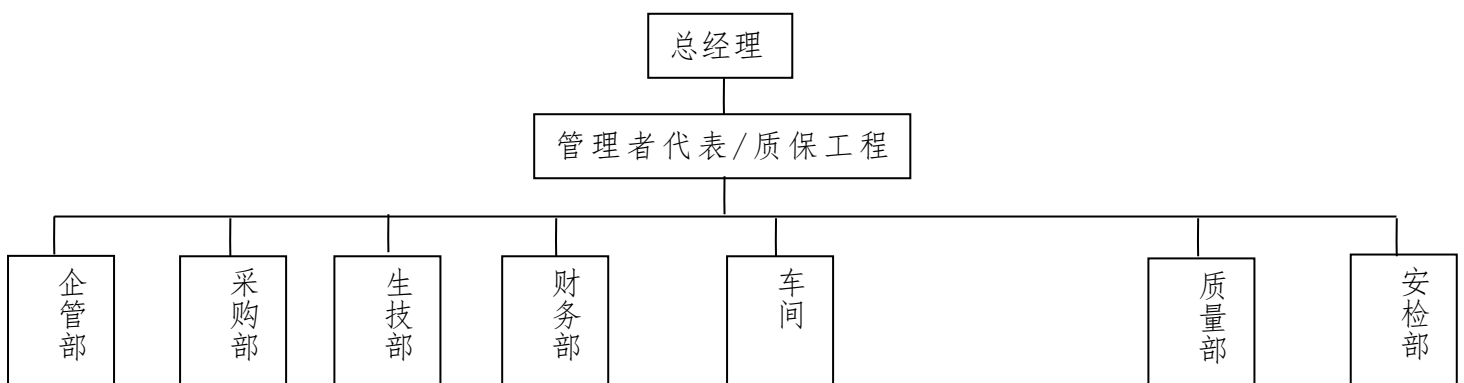 总经理
管理者代表/质保工程
企管部
采购部
生技部
财务部
车间
质量部
安检部